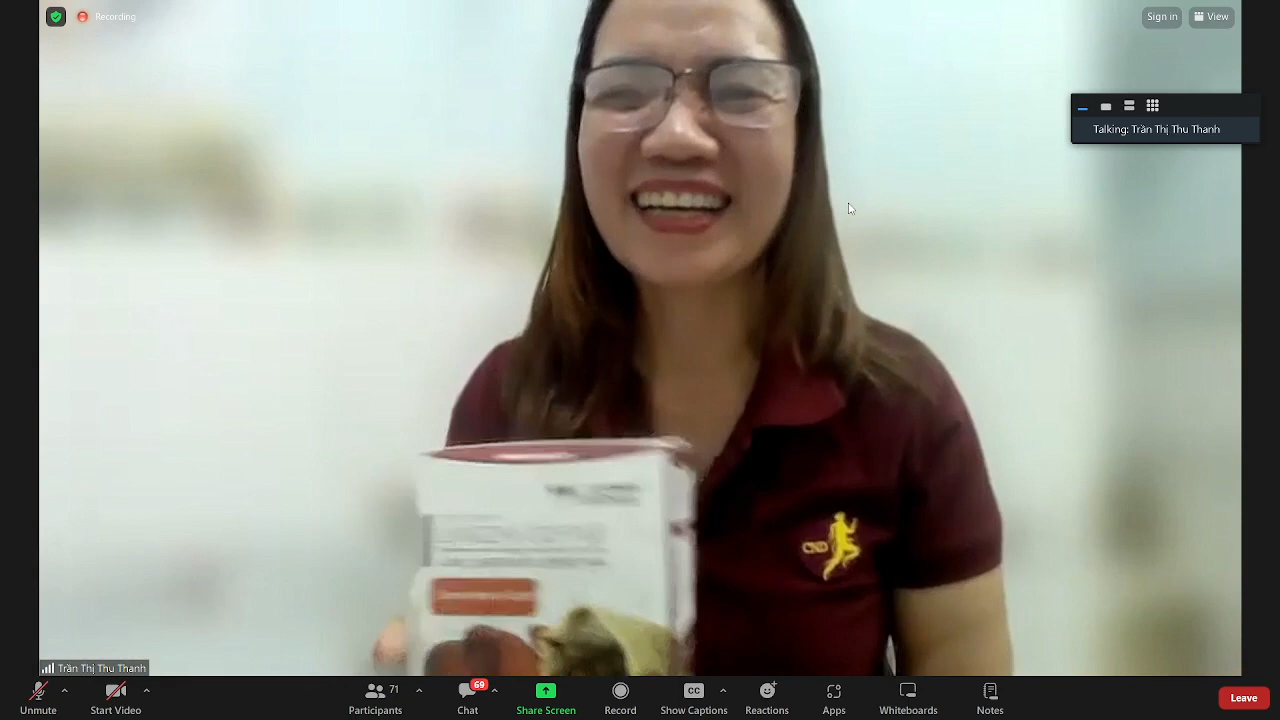 Recording
Sign in
View
Talking: Trần Thị Thu Thanh
CXD
Trần Thị Thu Thanh
Unmute
Start Video
71
Participants
69
Chat
Share Screen
Record
CC
Show Captions
Reactions
Apps
Whiteboards
Notes
Leave